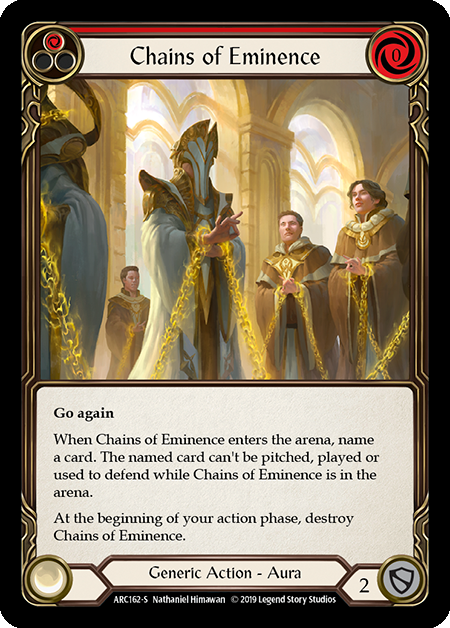 Chains of Eminence
0
Go again
When Chains of Eminence enters the arena, name
a card. The named card can't be pitched, played or
used to defend while Chains of Eminence is in the
arena.
At the beginning of your action phase, destroy
Chains of Eminence.
Generic Action - Aura
2
ARC162-S Nathaniel Himawan © 2019 Legend Story Studios